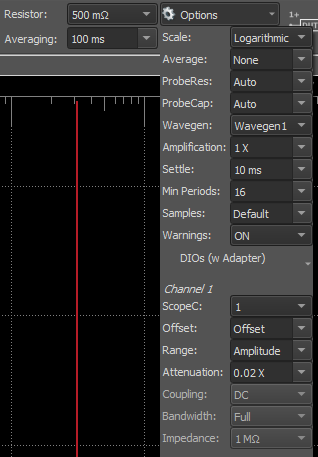 Resistor: 500 mΩ Options
1+
Averaging: 100 ms
Scale: Logarithmic
Average: None
ProbeRes: Auto
ProbeCap: Auto
Wavegen: Wavegen1
Amplification: 1 X
Settle: 10 ms
Min Periods: 16
Samples: Default
Warnings: ON
DIOs (w Adapter)
Channel 1
ScopeC: 1
Offset: Offset
Range: Amplitude
Attenuation: 0.02 X
Coupling: DC
Bandwidth: Full
Impedance: 1 MΩ